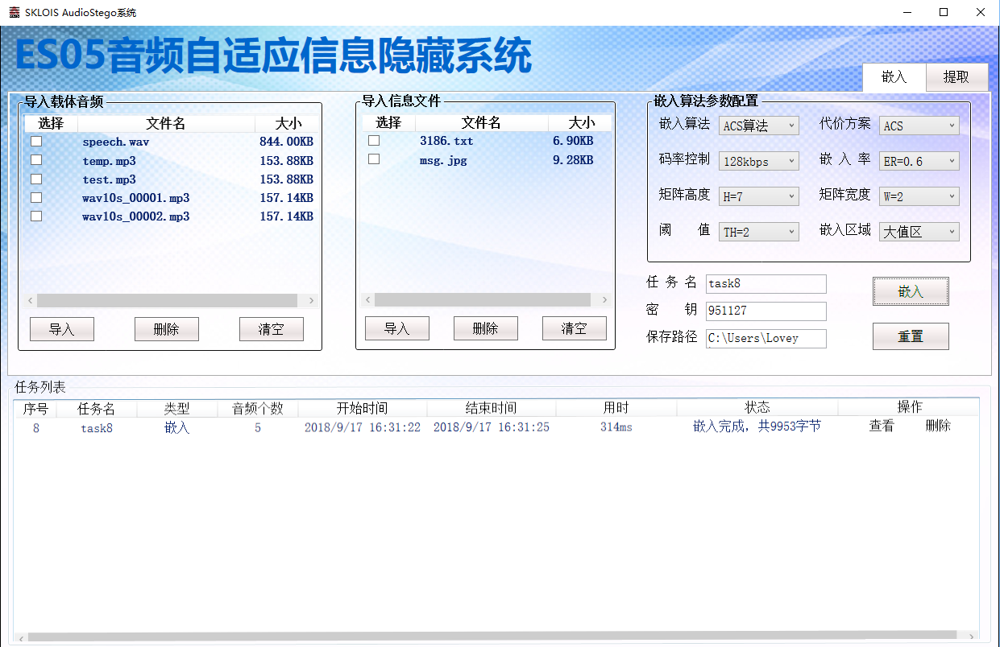 SKLOIS AudioStego系统
ES05音频自适应信息隐藏系统
嵌入 提取
导入载体音频
选择 文件名 大小
speech.wav 844.00KB
temp.mp3 153.88KB
test.mp3 153.88KB
wav10s_00001.mp3 157.14KB
wav10s_00002.mp3 157.14KB
导入 删除 清空
导入信息文件
选择 文件名 大小
3186.txt 6.90KB
msg.jpg 9.28KB
导入 删除 清空
嵌入算法参数配置
嵌入算法 ACS算法 代价方案 ACS
码率控制 128kbps 嵌入率 ER=0.6
矩阵高度 H=7 矩阵宽度 W=2
阈值 TH=2 嵌入区域 大值区
任务名 task8
密钥 951127
保存路径 C:\Users\Lovey
嵌入
重置
任务列表
序号 任务名 类型 音频个数 开始时间 结束时间 用时 状态 操作
8 task8 嵌入 5 2018/9/17 16:31:22 2018/9/17 16:31:25 314ms 嵌入完成，共9953字节 查看 删除